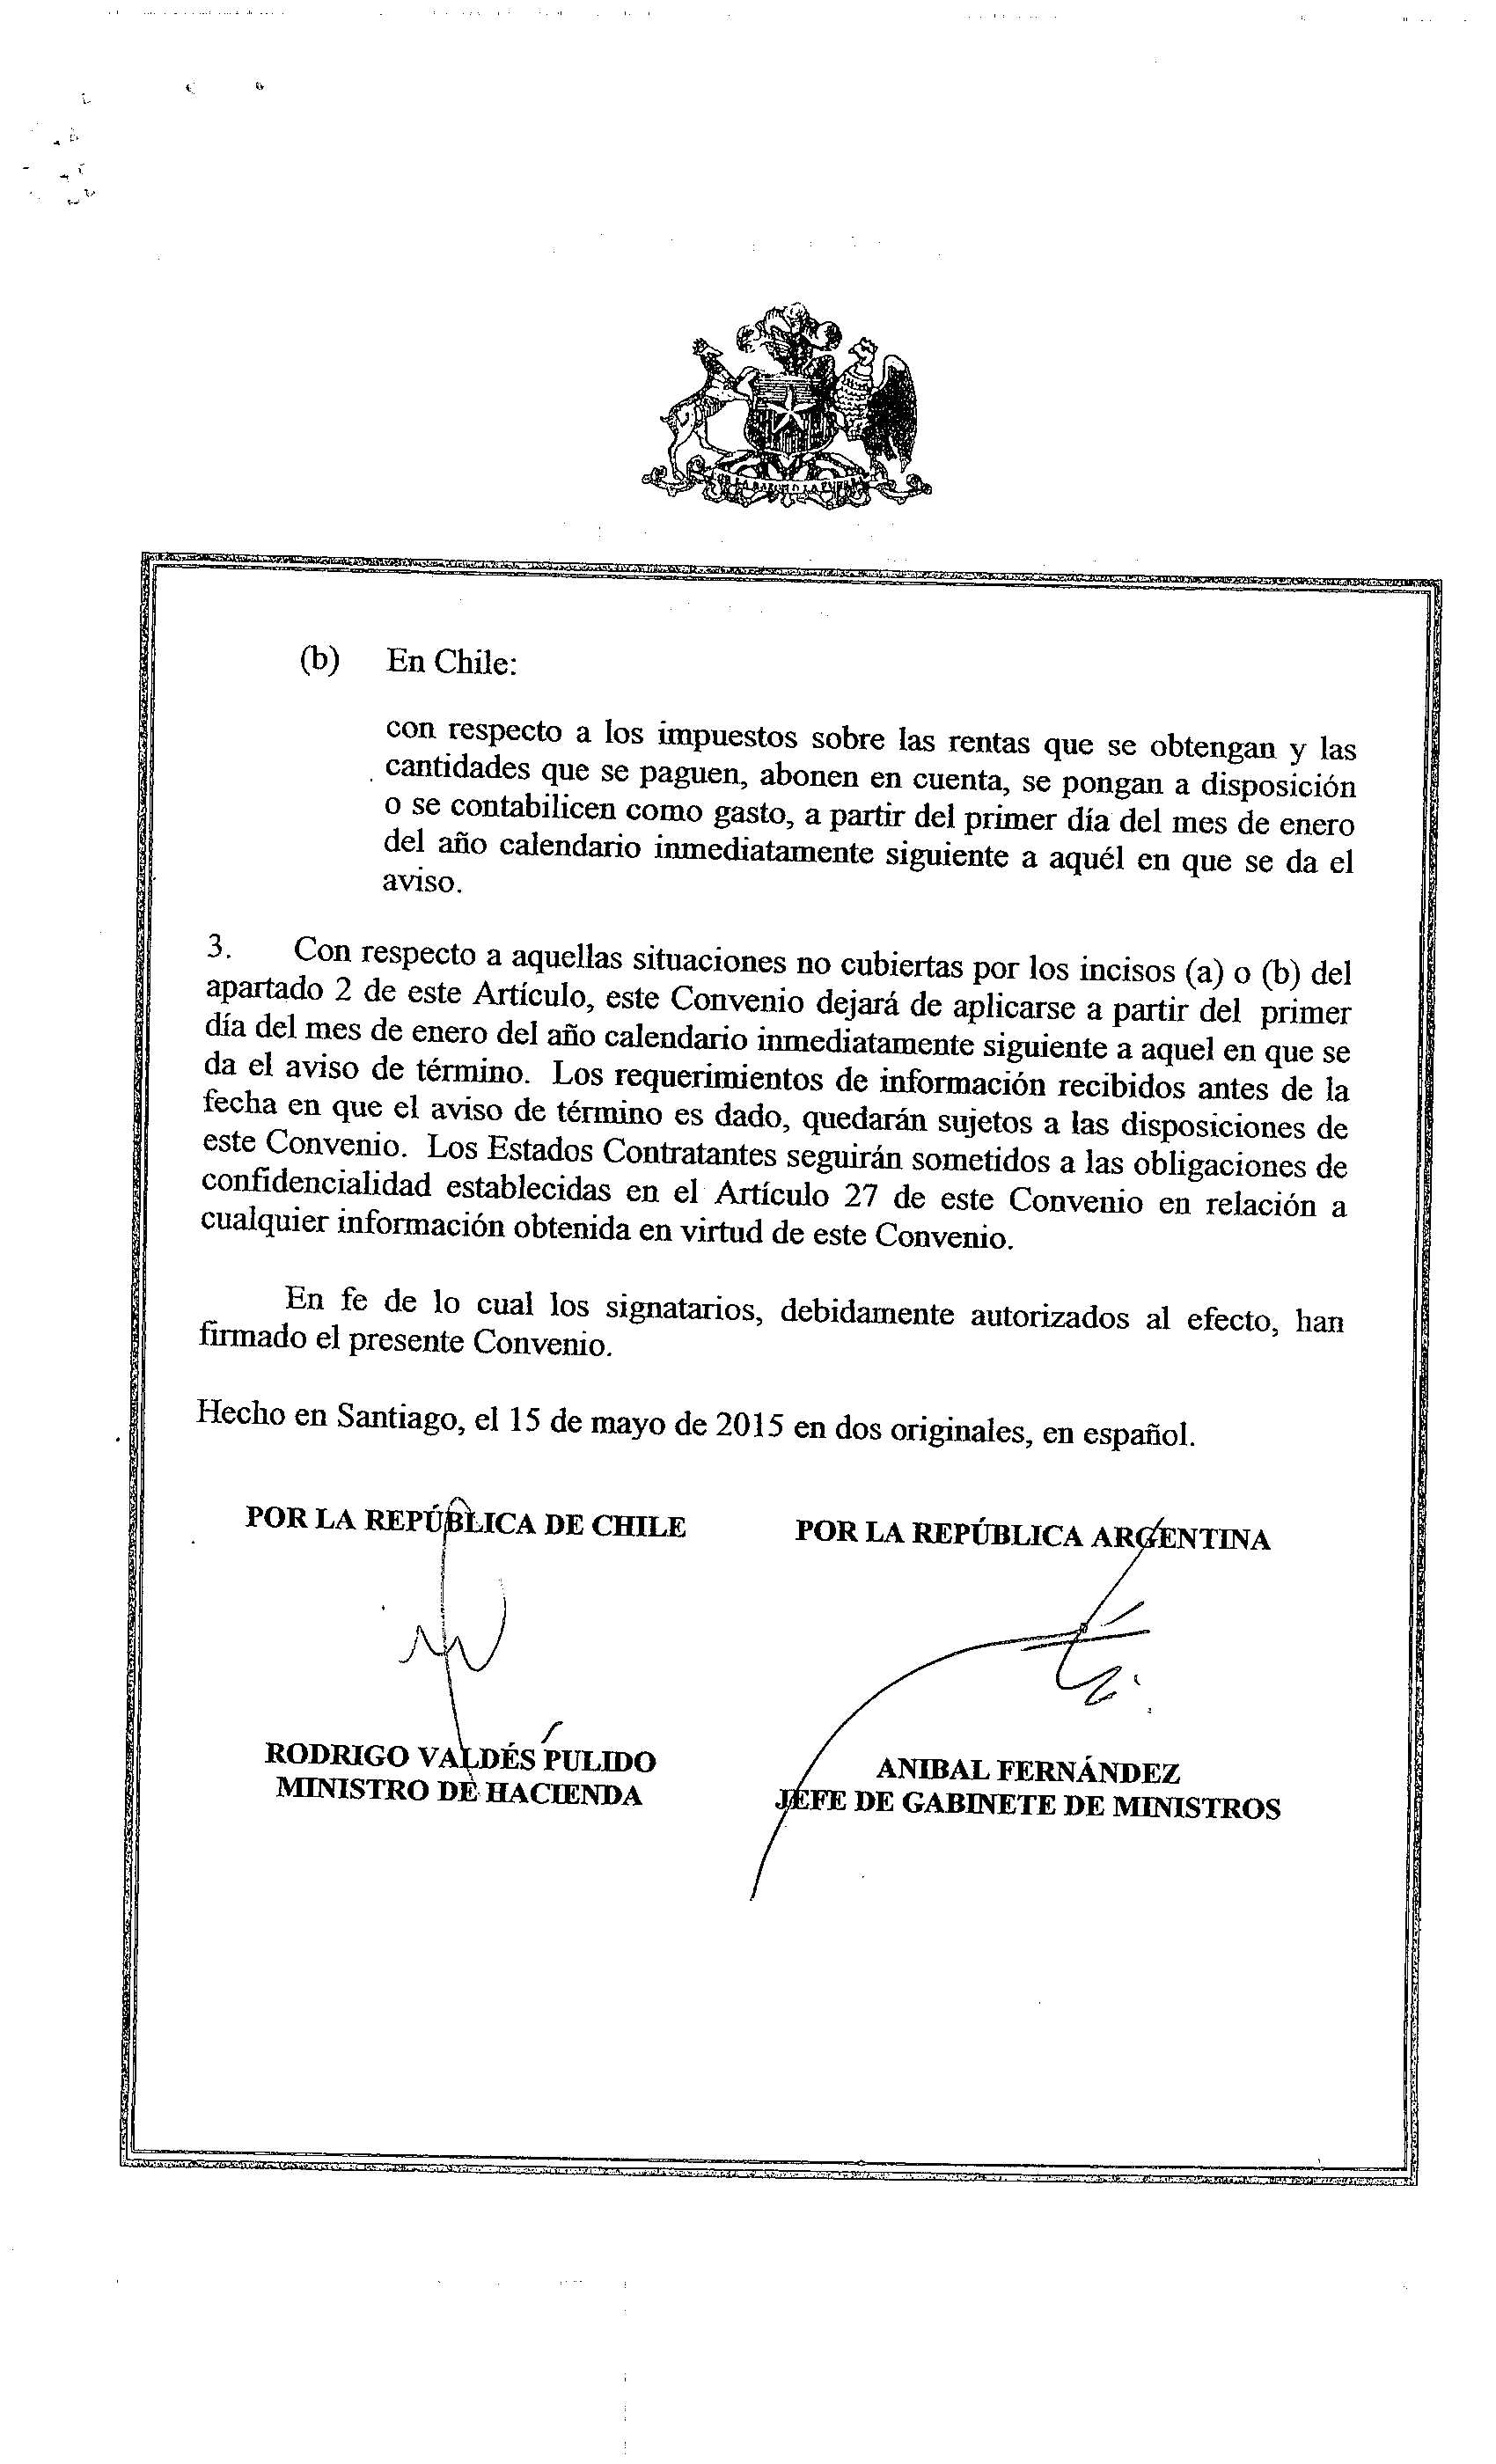 (b) En Chile:
con respecto a los impuestos sobre las rentas que se obtengan y las
cantidades que se paguen, abonen en cuenta, se pongan a disposición
o se contabilicen como gasto, a partir del primer día del mes de enero
del año calendario inmediatamente siguiente a aquél en que se da el
aviso.
3. Con respecto a aquellas situaciones no cubiertas por los incisos (a) o (b) del
apartado 2 de este Artículo, este Convenio dejará de aplicarse a partir del primer
día del mes de enero del año calendario inmediatamente siguiente a aquel en que se
da el aviso de término. Los requerimientos de información recibidos antes de la
fecha en que el aviso de término es dado, quedarán sujetos a las disposiciones de
este Convenio. Los Estados Contratantes seguirán sometidos a las obligaciones de
confidencialidad establecidas en el Artículo 27 de este Convenio en relación a
cualquier información obtenida en virtud de este Convenio.
En fe de lo cual los signatarios, debidamente autorizados al efecto, han
firmado el presente Convenio.
Hecho en Santiago, el 15 de mayo de 2015 en dos originales, en español.
POR LA REPÚBLICA DE CHILE
RODRIGO VALDÉS PULIDO
MINISTRO DE HACIENDA
POR LA REPÚBLICA ARGENTINA
ANIBAL FERNÁNDEZ
JEFE DE GABINETE DE MINISTROS